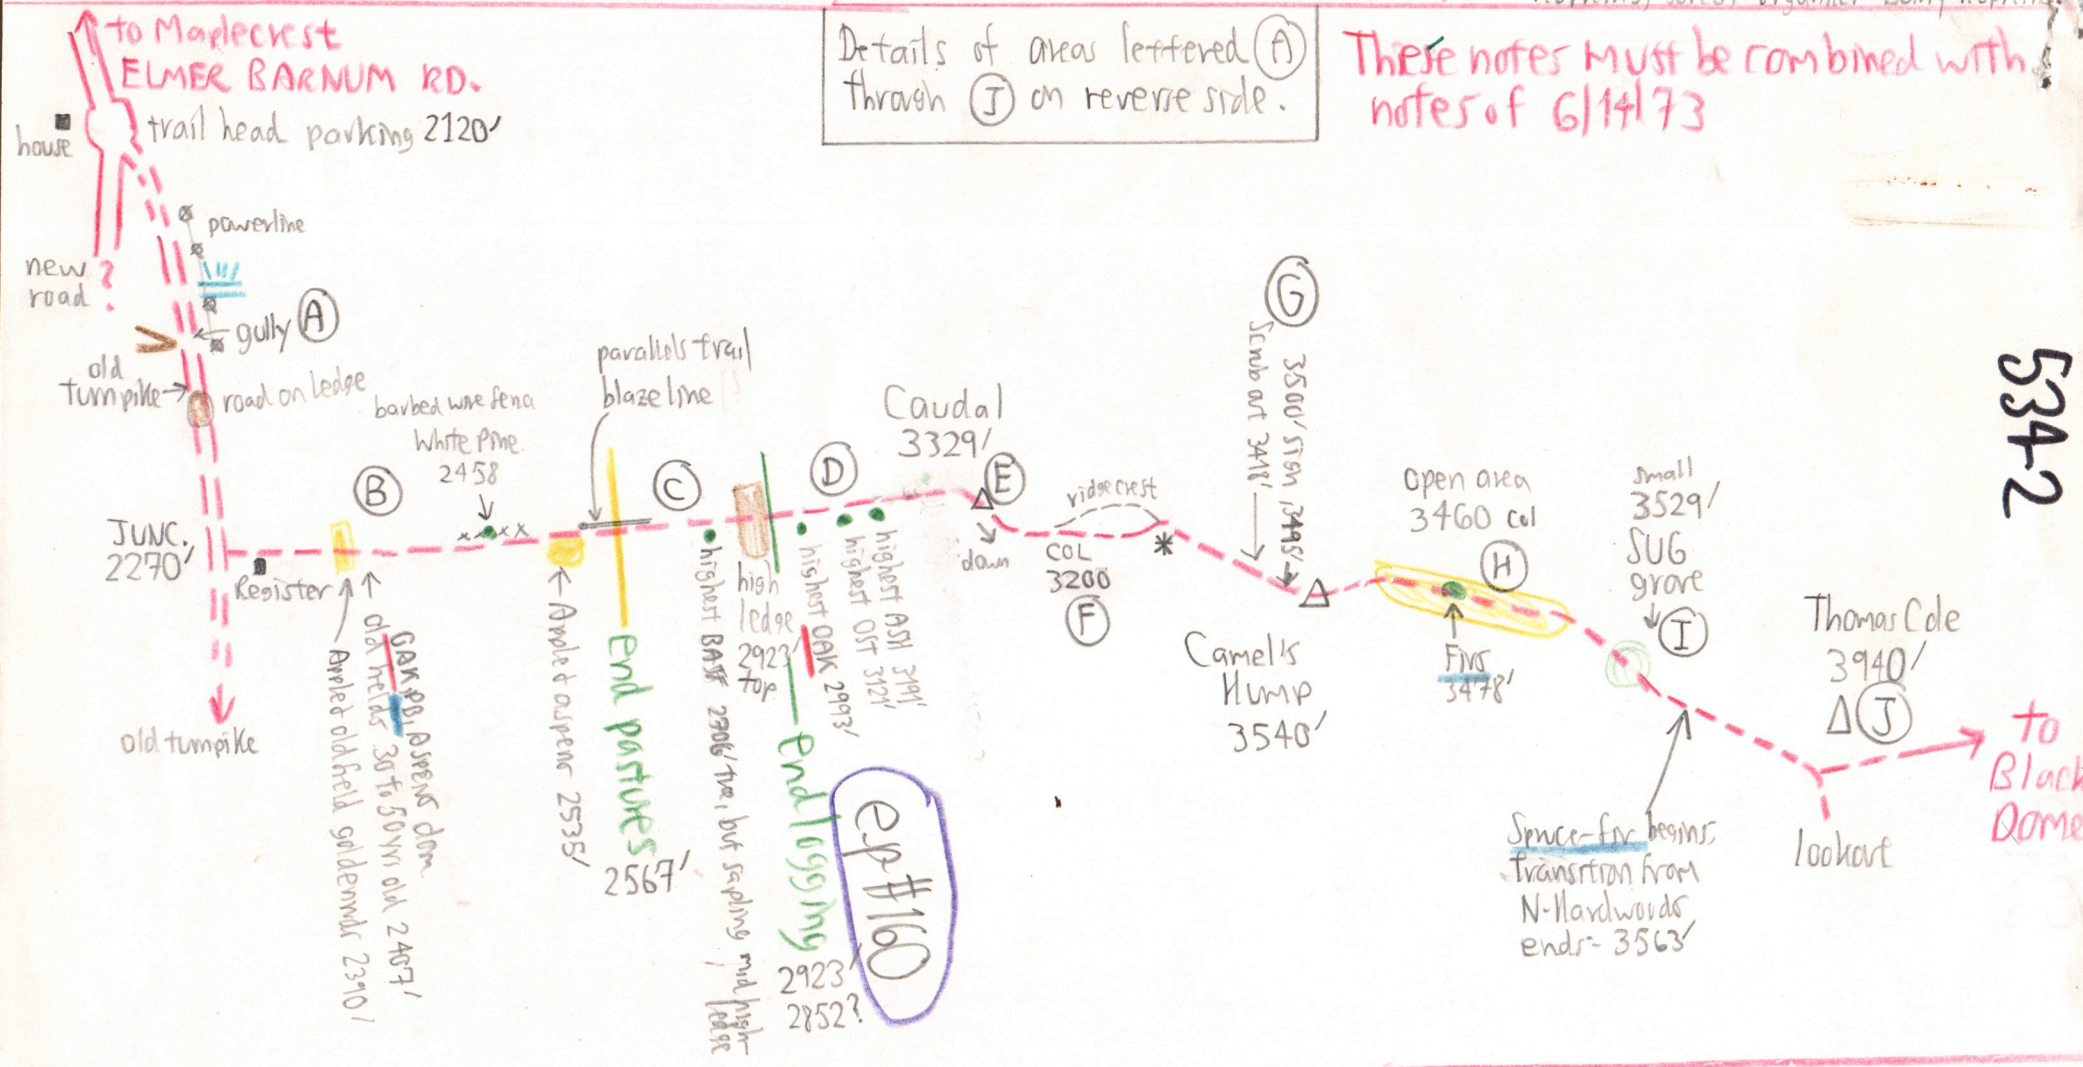 to Maplecrest
ELMER BARNUM RD.
trail head parking 2120'
house
Details of areas lettered (A)
through (J) on reverse side.
These notes must be combined with
notes of 6/14/73
powerline
new ?
road
gully (A)
old
turnpike
road on ledge
JUNC.
2270'
Register
old turnpike
(B)
Apple+oldfield goldenrods 2390'
old fields 30 to 50 yrs old 2407'
OAK, PB, ASPENS dom.
barbed wire fence
White Pine
2458
Apple+aspens 2535'
parallels trail
blaze line
End pastures
2567'
(C)
highest BASS 2706' tree, but sapling mid high
ledge
high
ledge
2923'
top
End logging
2923'
2852?
(D)
highest OAK 2993'
highest OST 3121'
highest ASH 3191'
ep#160
Caudal
3329'
(E)
down
ridge crest
COL
3200
(F)
(G)
Scrub at 3418'
3500' sign 3495'
Camel's
Hump
3540'
open area
3460 col
(H)
Firs
3478'
small
3529'
SUG
grove
(I)
Spruce-fir begins,
transition from
N-Hardwoods
ends- 3563'
Thomas Cole
3940'
(J)
lookout
to
Black
Dome
534-2